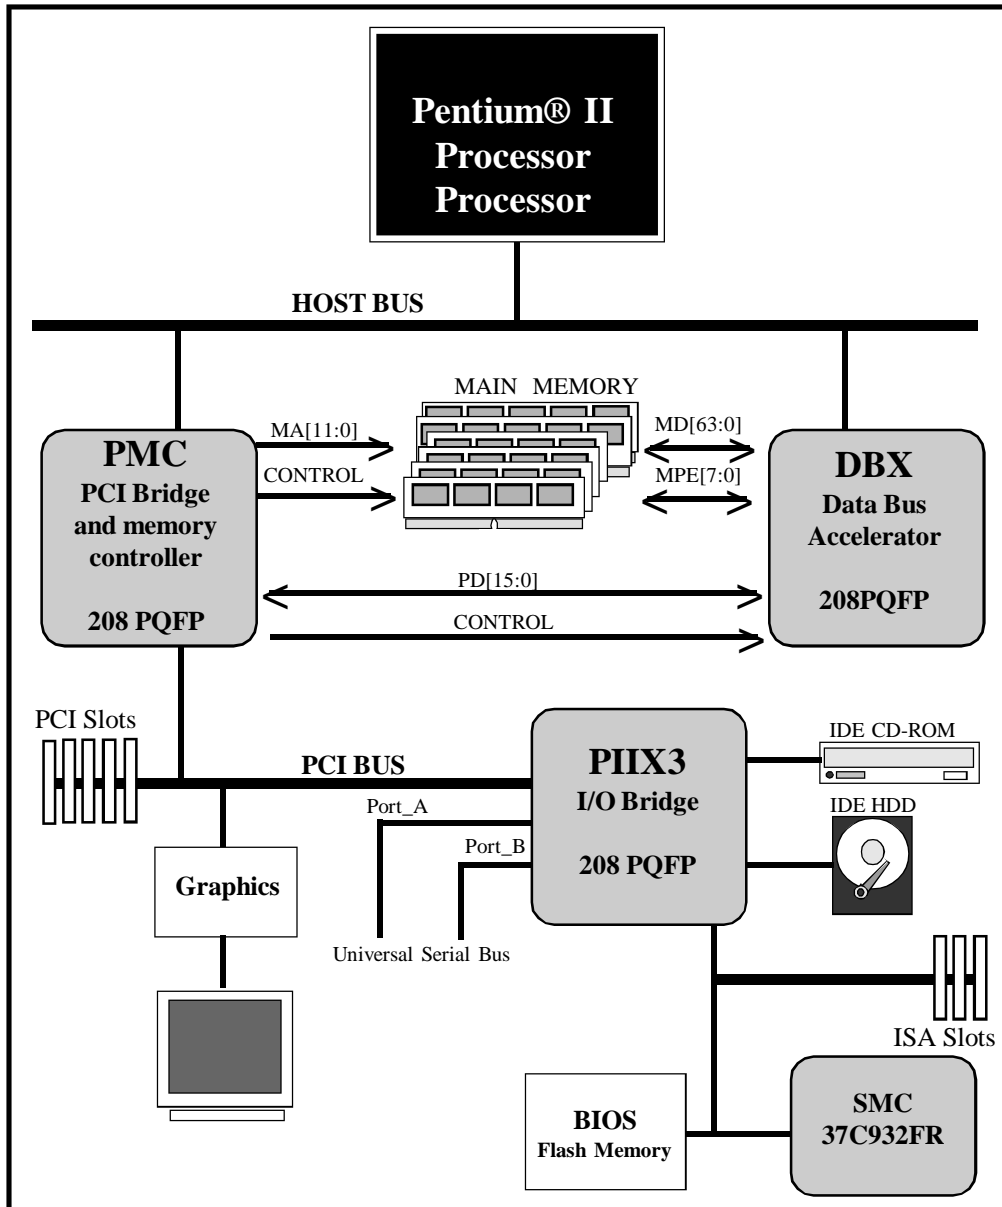 Pentium® II
Processor
Processor
HOST BUS
MAIN MEMORY
MA[11:0]
CONTROL
MD[63:0]
MPE[7:0]
PMC
PCI Bridge
and memory
controller
208 PQFP
DBX
Data Bus
Accelerator
208PQFP
PD[15:0]
CONTROL
PCI Slots
PCI BUS
PIIX3
I/O Bridge
208 PQFP
IDE CD-ROM
IDE HDD
Port_A
Port_B
Graphics
Universal Serial Bus
ISA Slots
BIOS
Flash Memory
SMC
37C932FR